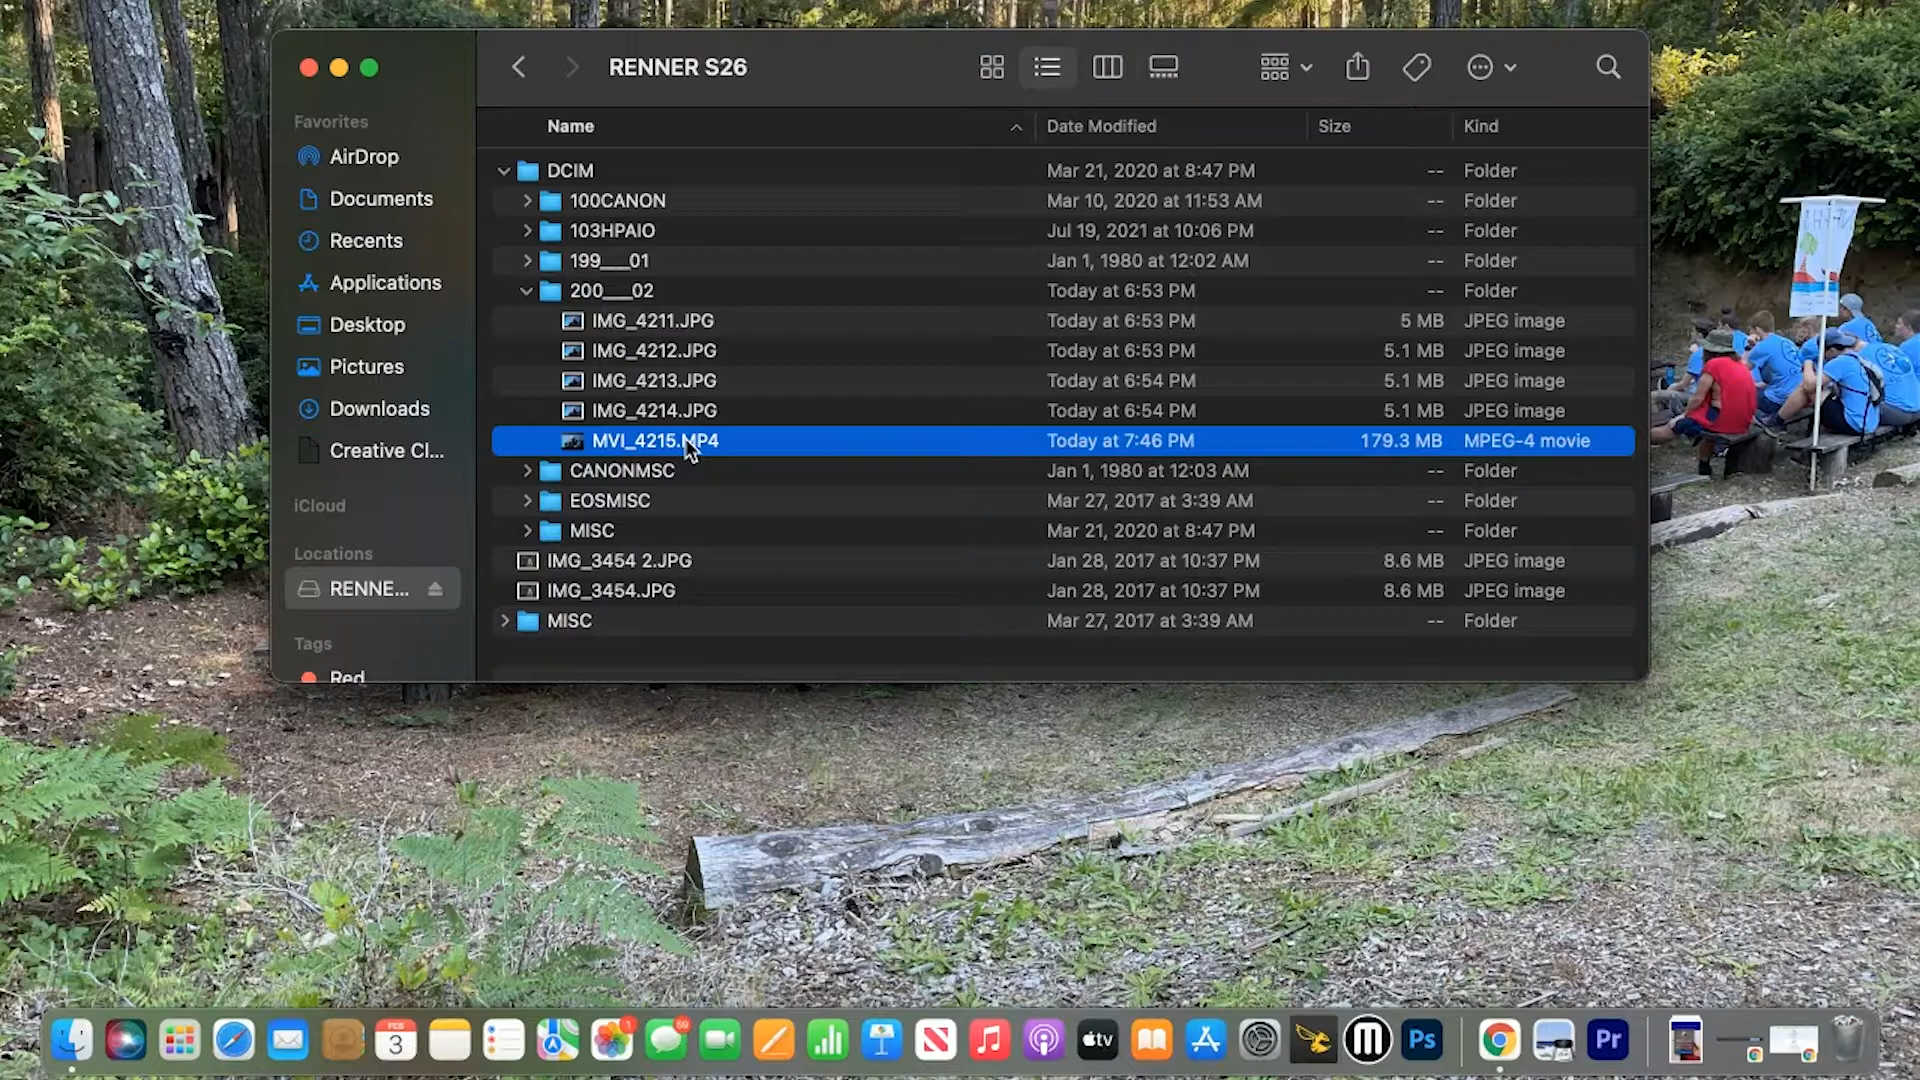 RENNER S26
Favorites
AirDrop
Documents
Recents
Applications
Desktop
Pictures
Downloads
Creative Cl...
iCloud
Locations
RENNE...
Tags
Red
Name Date Modified Size Kind
DCIM Mar 21, 2020 at 8:47 PM -- Folder
100CANON Mar 10, 2020 at 11:53 AM -- Folder
103HPAIO Jul 19, 2021 at 10:06 PM -- Folder
199___01 Jan 1, 1980 at 12:02 AM -- Folder
200___02 Today at 6:53 PM -- Folder
IMG_4211.JPG Today at 6:53 PM 5 MB JPEG image
IMG_4212.JPG Today at 6:53 PM 5.1 MB JPEG image
IMG_4213.JPG Today at 6:54 PM 5.1 MB JPEG image
IMG_4214.JPG Today at 6:54 PM 5.1 MB JPEG image
MVI_4215.MP4 Today at 7:46 PM 179.3 MB MPEG-4 movie
CANONMSC Jan 1, 1980 at 12:03 AM -- Folder
EOSMISC Mar 27, 2017 at 3:39 AM -- Folder
MISC Mar 21, 2020 at 8:47 PM -- Folder
IMG_3454 2.JPG Jan 28, 2017 at 10:37 PM 8.6 MB JPEG image
IMG_3454.JPG Jan 28, 2017 at 10:37 PM 8.6 MB JPEG image
MISC Mar 27, 2017 at 3:39 AM -- Folder
FEB
3
1
tv
Ps
Pr